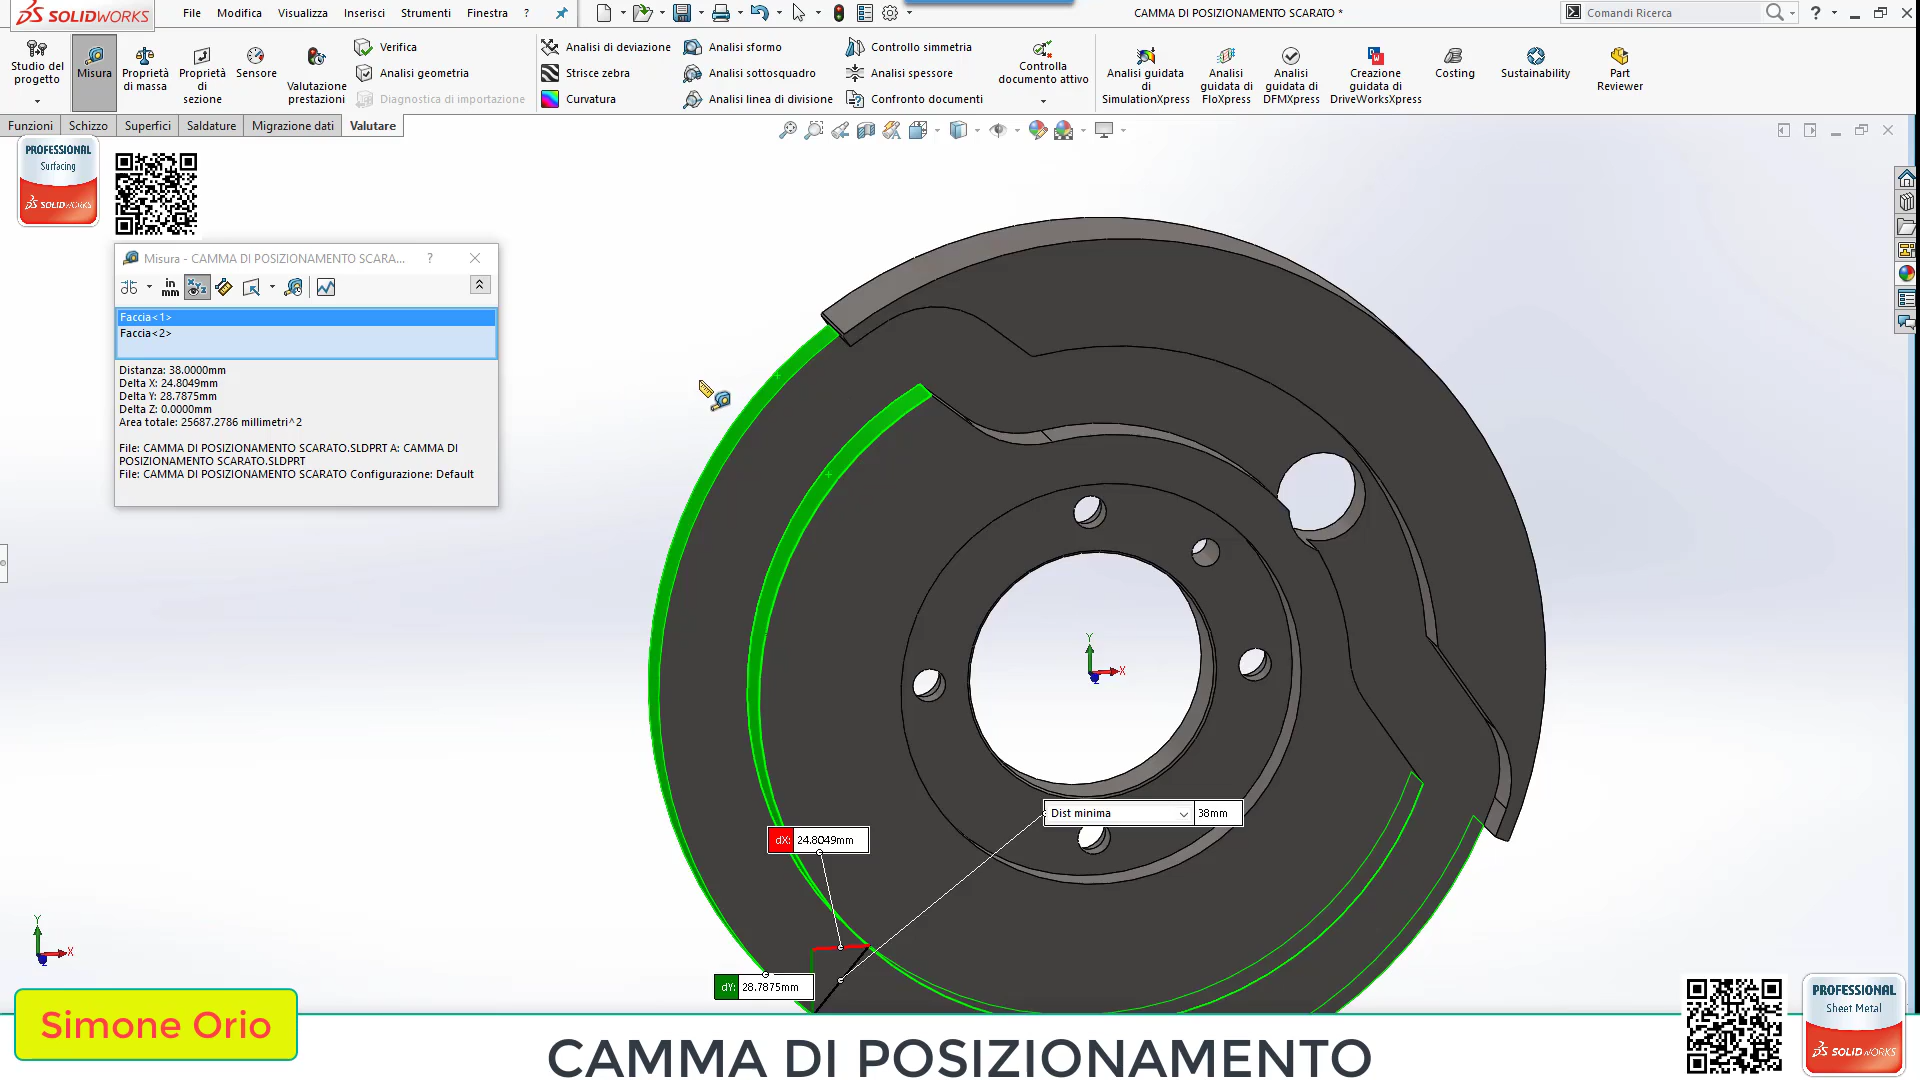 SOLIDWORKS
File
Modifica
Visualizza
Inserisci
Strumenti
Finestra
?
CAMMA DI POSIZIONAMENTO SCARATO *
Comandi Ricerca
?
Studio del progetto
Misura
Proprietà di massa
Proprietà di sezione
Sensore
Valutazione prestazioni
Verifica
Analisi geometria
Diagnostica di importazione
Analisi di deviazione
Strisce zebra
Curvatura
Analisi sformo
Analisi sottosquadro
Analisi linea di divisione
Controllo simmetria
Analisi spessore
Confronto documenti
Controlla documento attivo
Analisi guidata di SimulationXpress
Analisi guidata di FloXpress
Analisi guidata di DFMXpress
Creazione guidata di DriveWorksXpress
Costing
Sustainability
Part Reviewer
Funzioni
Schizzo
Superfici
Saldature
Migrazione dati
Valutare
PROFESSIONAL
Surfacing
SOLIDWORKS
Misura - CAMMA DI POSIZIONAMENTO SCARA...
?
in
mm
Faccia<1>
Faccia<2>
Distanza: 38.0000mm
Delta X: 24.8049mm
Delta Y: 28.7875mm
Delta Z: 0.0000mm
Area totale: 25687.2786 millimetri^2
File: CAMMA DI POSIZIONAMENTO SCARATO.SLDPRT A: CAMMA DI
POSIZIONAMENTO SCARATO.SLDPRT
File: CAMMA DI POSIZIONAMENTO SCARATO Configurazione: Default
Y
X
Dist minima
38mm
dX:
24.8049mm
dY:
28.7875mm
Y
X
Simone Orio
CAMMA DI POSIZIONAMENTO
PROFESSIONAL
Sheet Metal
SOLIDWORKS